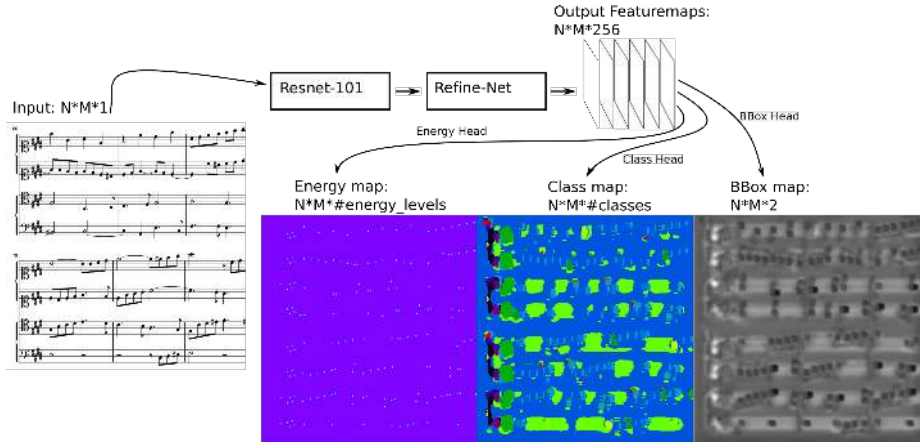 Output Featuremaps:
N*M*256
Resnet-101
Refine-Net
Input: N*M*1
Energy Head
BBox Head
Class Head
Energy map:
N*M*#energy_levels
Class map:
N*M*#classes
BBox map:
N*M*2